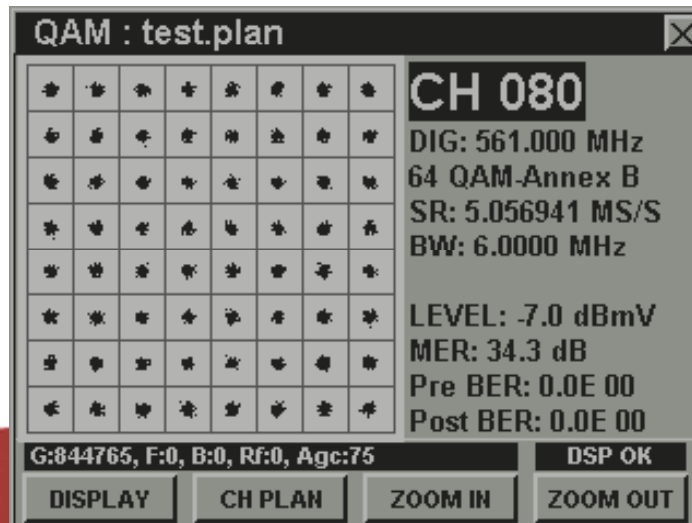 QAM : test.plan
CH 080
DIG: 561.000 MHz
64 QAM-Annex B
SR: 5.056941 MS/S
BW: 6.0000 MHz
LEVEL: -7.0 dBmV
MER: 34.3 dB
Pre BER: 0.0E 00
Post BER: 0.0E 00
G:844765, F:0, B:0, Rf:0, Agc:75 DSP OK
DISPLAY CH PLAN ZOOM IN ZOOM OUT